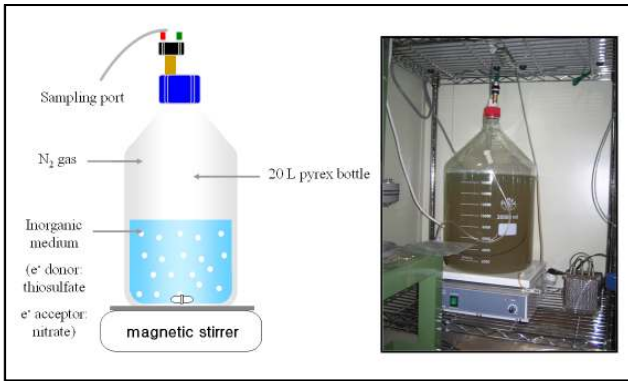 Sampling port
N₂ gas
20 L pyrex bottle
Inorganic
medium
(e⁻ donor:
thiosulfate
e⁻ acceptor:
nitrate)
magnetic stirrer